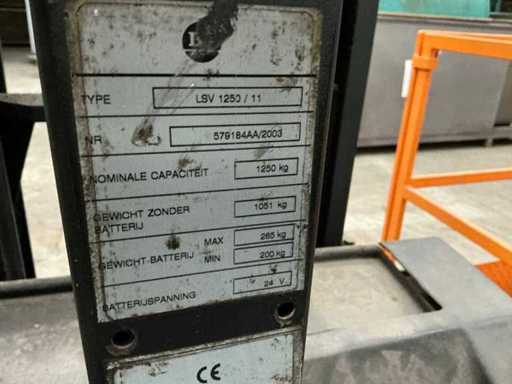 TYPE LSV 1250 / 11
NR 579184AA/2003
NOMINALE CAPACITEIT 1250 kg
GEWICHT ZONDER BATTERIJ 1051 kg
GEWICHT-BATTERIJ MAX 265 kg
MIN 200 kg
BATTERIJSPANNING 24 V
CE